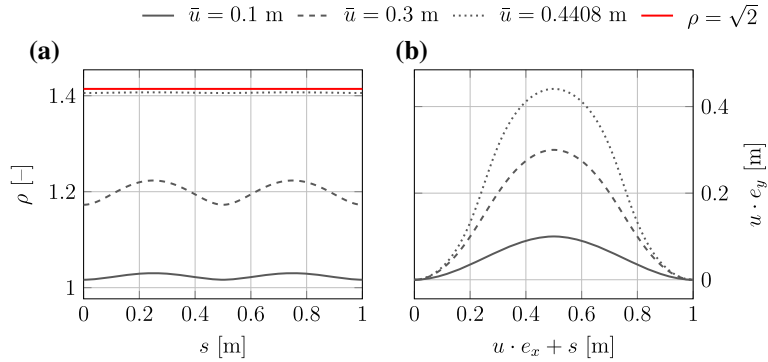 ū = 0.1 m ū = 0.3 m ū = 0.4408 m ρ = √2
(a) (b)
1.4
1.2
1
ρ [–]
0 0.2 0.4 0.6 0.8 1
s [m]
0.4
0.2
0
u · e_y [m]
0 0.2 0.4 0.6 0.8 1
u · e_x + s [m]